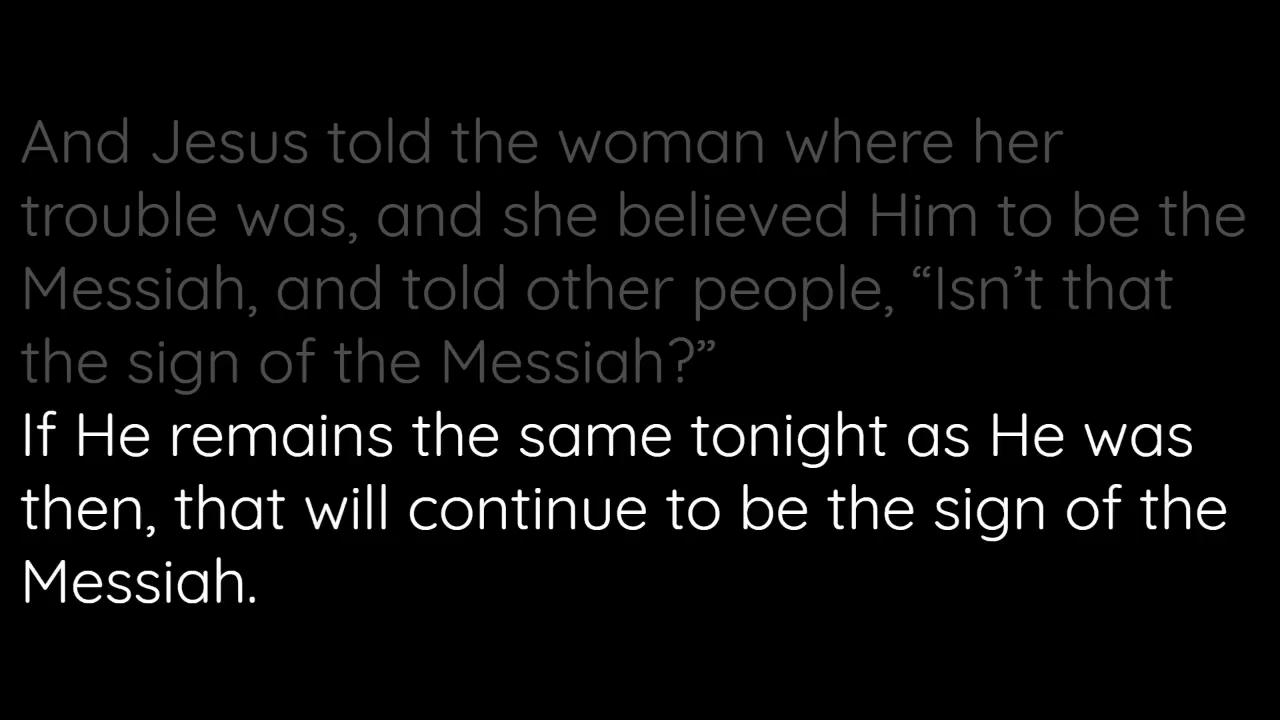 And Jesus told the woman where her
trouble was, and she believed Him to be the
Messiah, and told other people, “Isn’t that
the sign of the Messiah?”
If He remains the same tonight as He was
then, that will continue to be the sign of the
Messiah.